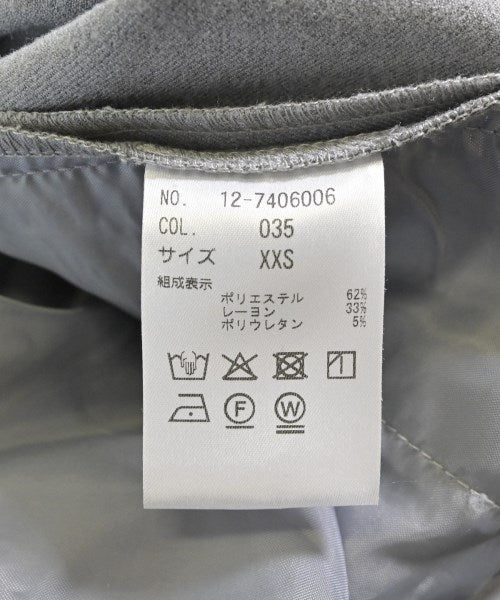 NO. 12-7406006
COL. 035
サイズ XXS
組成表示
ポリエステル 62%
レーヨン 33%
ポリウレタン 5%
F W